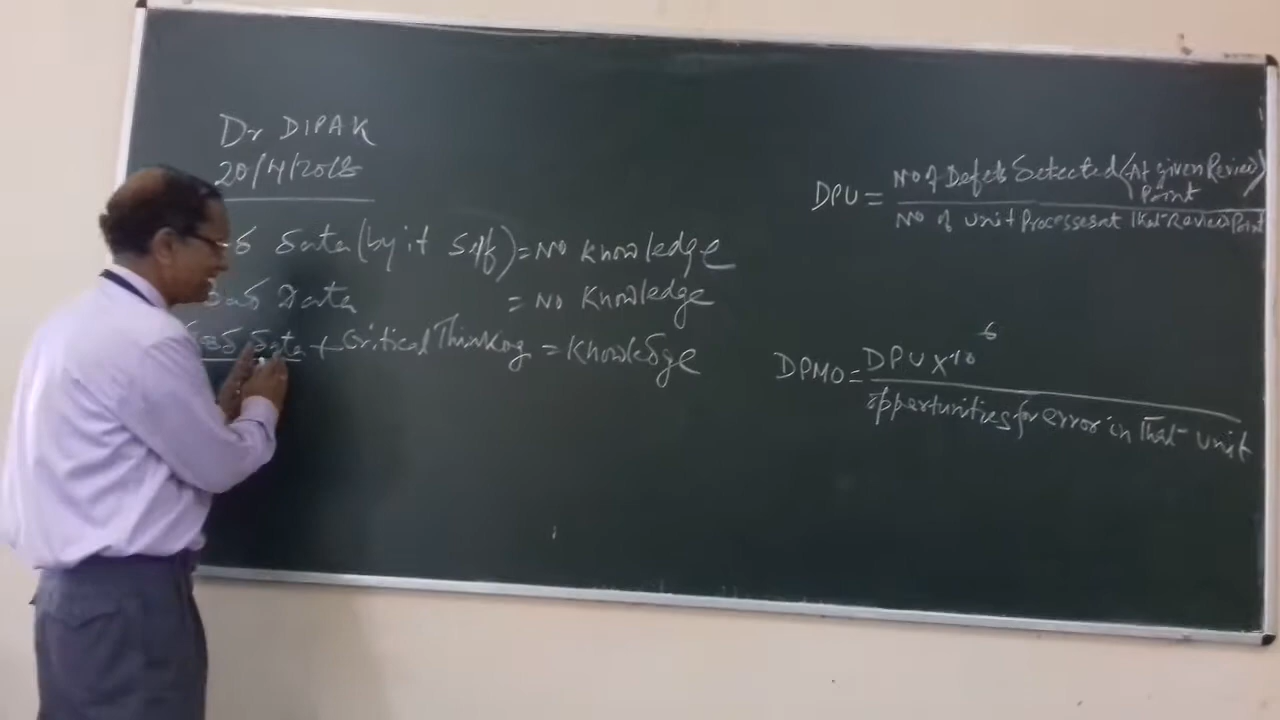 Dr DIPAK
20/4/2018
Data (by it self) = No Knowledge
Bad Data = No Knowledge
Good Data + Critical Thinking = Knowledge
DPU = No of Defects Detected (At given Review Point)
No of Unit Processes at That Review Point
DPMO = DPU X 10 6
opportunities for error in That Unit